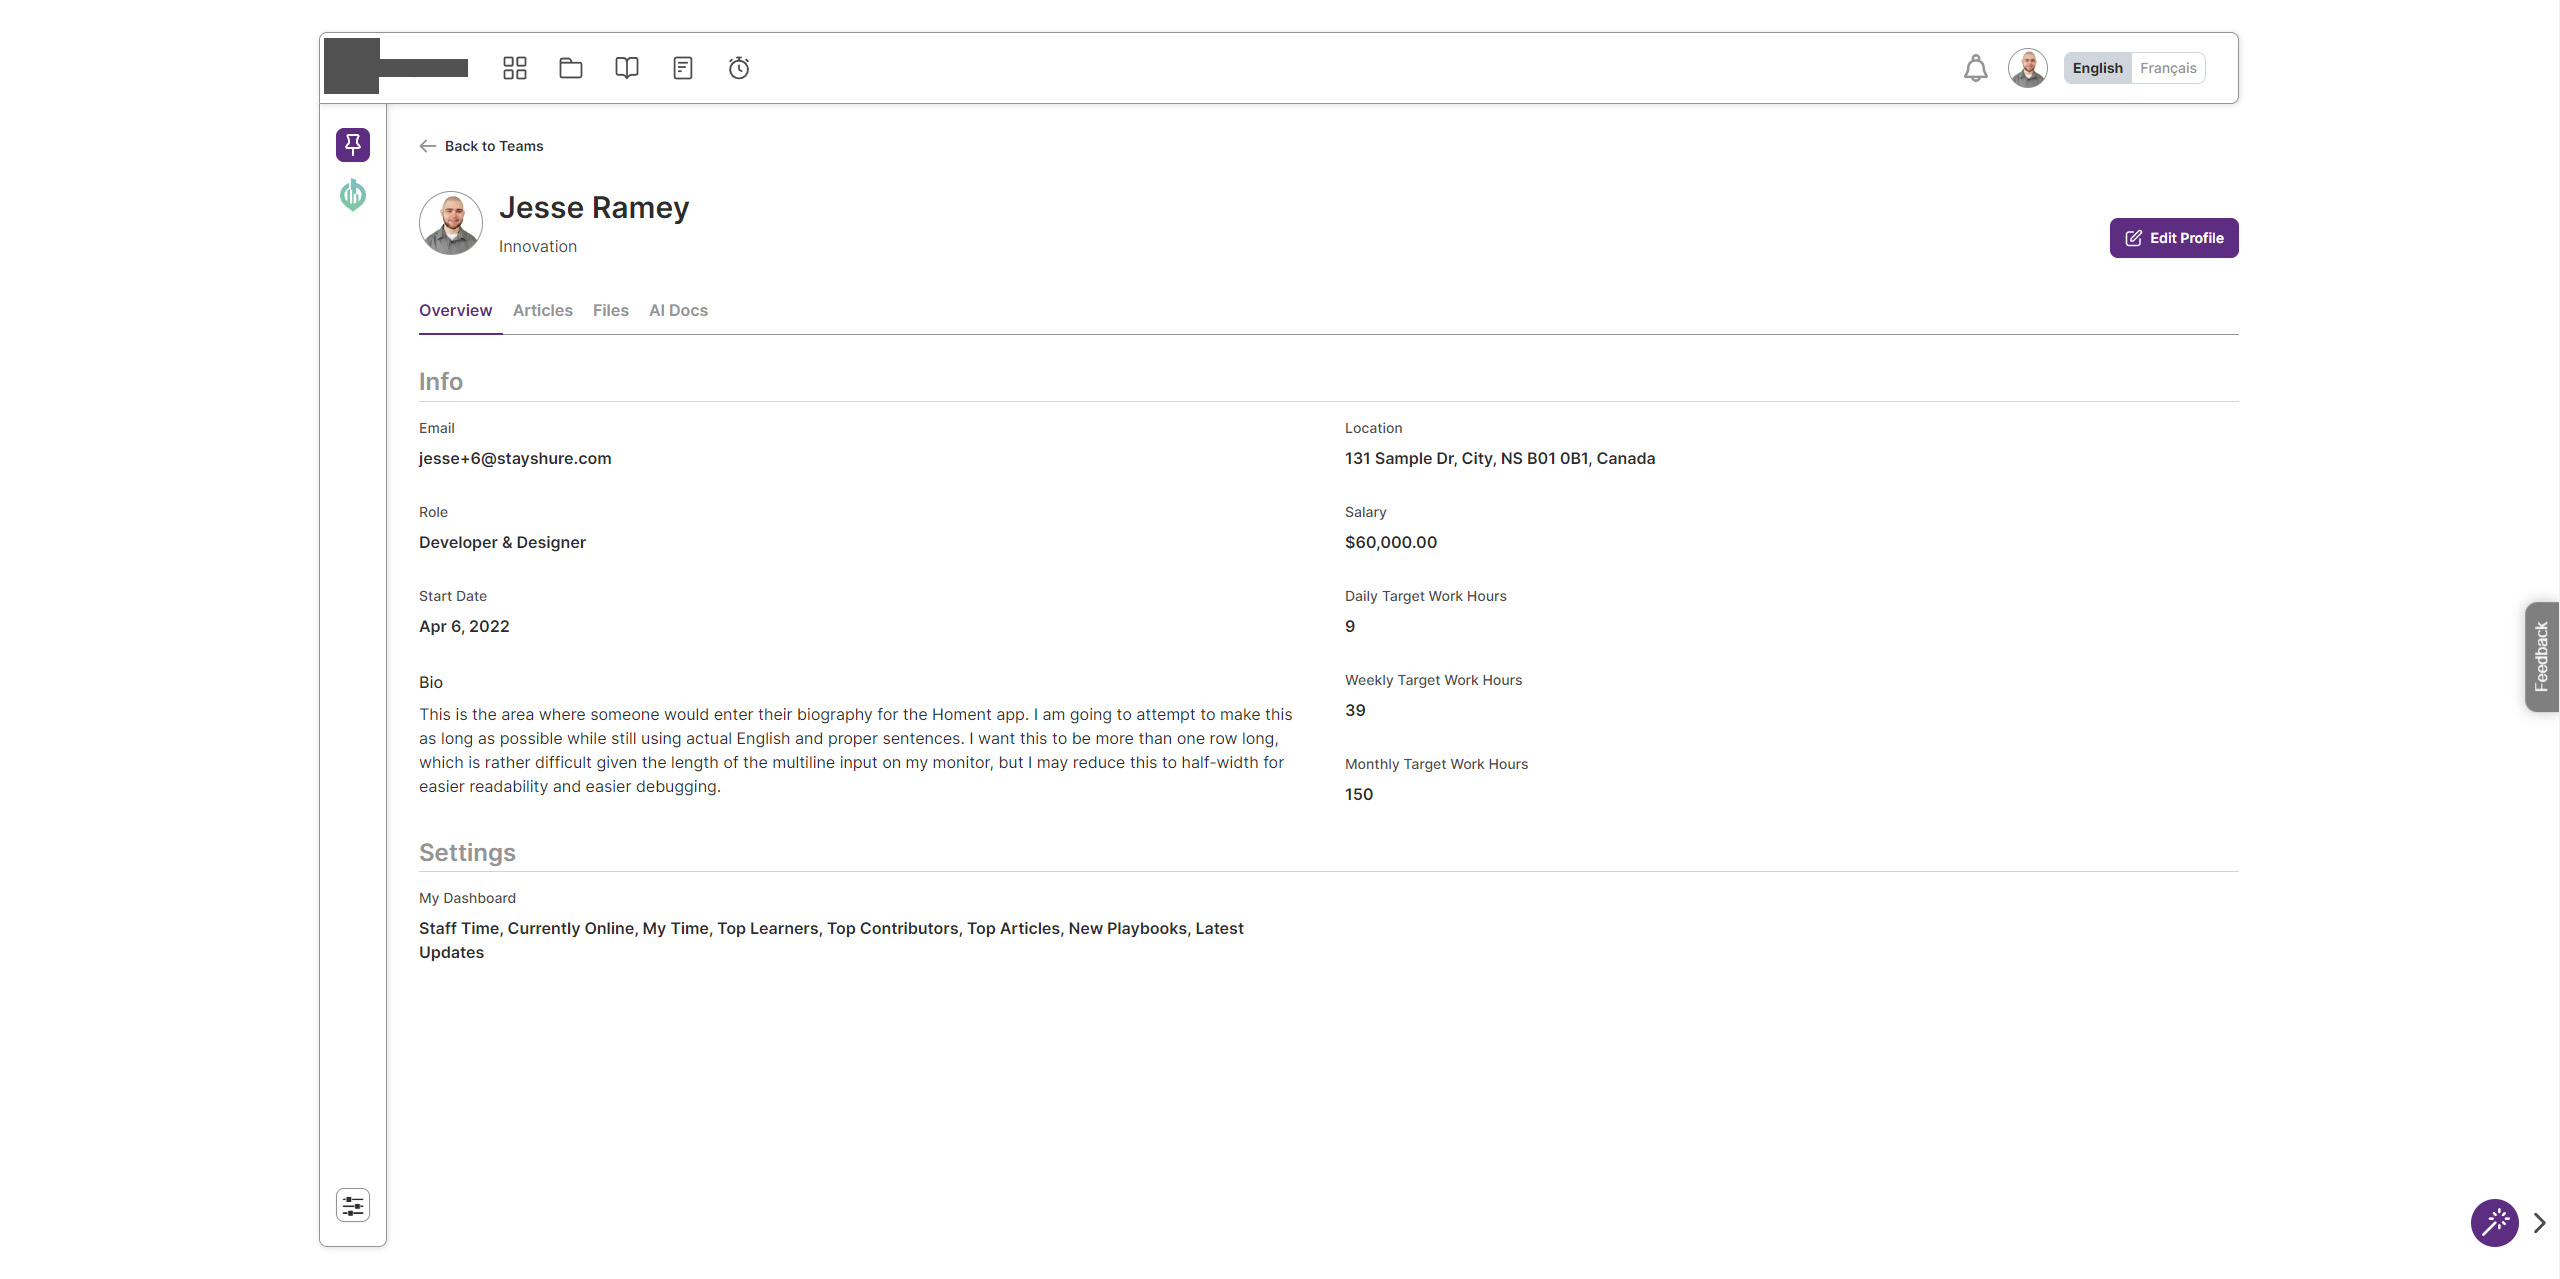 English Français
Back to Teams
Jesse Ramey
Innovation
Edit Profile
Overview Articles Files AI Docs
Info
Email
jesse+6@stayshure.com
Role
Developer & Designer
Start Date
Apr 6, 2022
Bio
This is the area where someone would enter their biography for the Homent app. I am going to attempt to make this
as long as possible while still using actual English and proper sentences. I want this to be more than one row long,
which is rather difficult given the length of the multiline input on my monitor, but I may reduce this to half-width for
easier readability and easier debugging.
Location
131 Sample Dr, City, NS B01 0B1, Canada
Salary
$60,000.00
Daily Target Work Hours
9
Weekly Target Work Hours
39
Monthly Target Work Hours
150
Settings
My Dashboard
Staff Time, Currently Online, My Time, Top Learners, Top Contributors, Top Articles, New Playbooks, Latest
Updates
Feedback